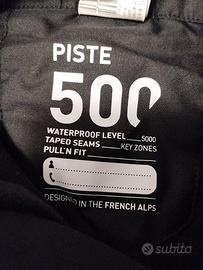 PISTE
500
WATERPROOF LEVEL 5000
TAPED SEAMS KEY ZONES
PULL'N FIT
DESIGNED IN THE FRENCH ALPS
subito